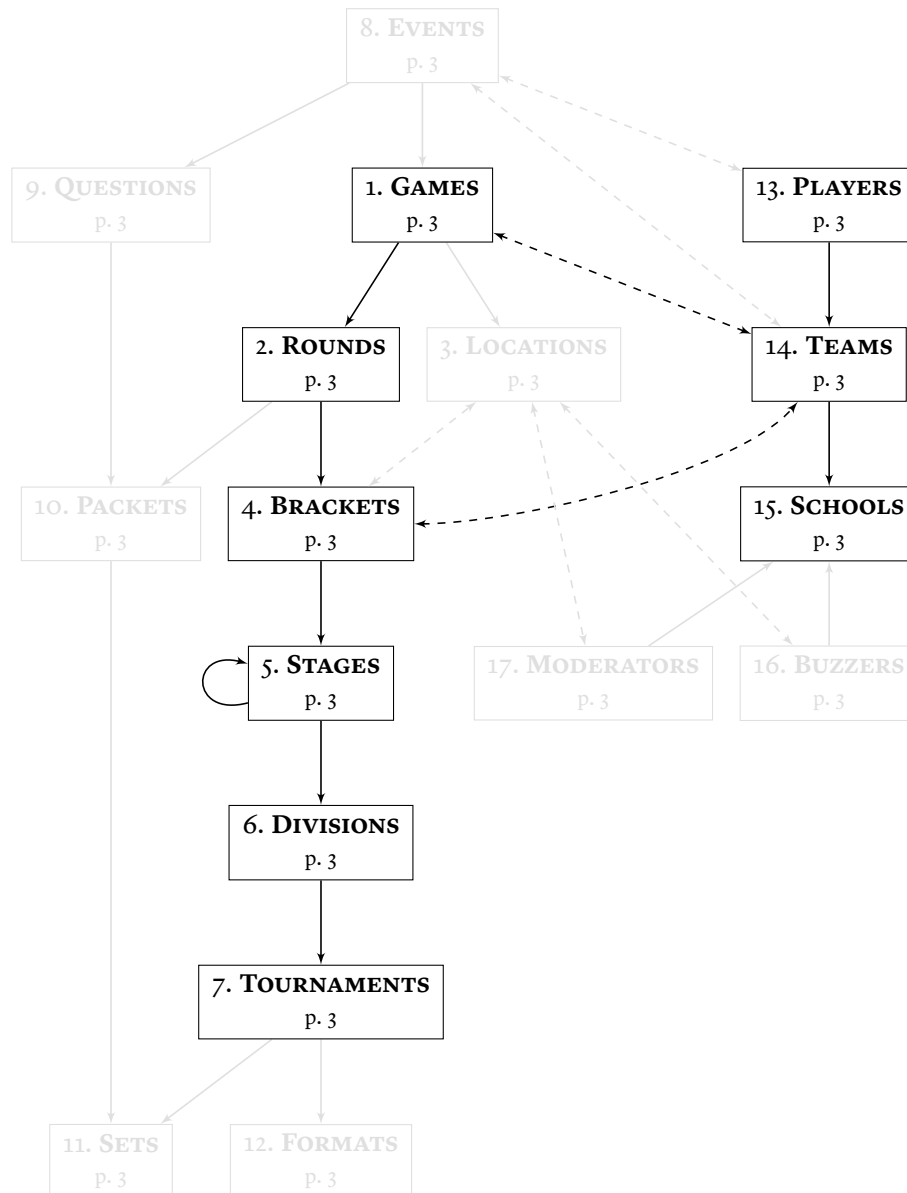 8. EVENTS
p. 3
9. QUESTIONS
p. 3
1. GAMES
p. 3
13. PLAYERS
p. 3
2. ROUNDS
p. 3
3. LOCATIONS
p. 3
14. TEAMS
p. 3
10. PACKETS
p. 3
4. BRACKETS
p. 3
15. SCHOOLS
p. 3
5. STAGES
p. 3
17. MODERATORS
p. 3
16. BUZZERS
p. 3
6. DIVISIONS
p. 3
7. TOURNAMENTS
p. 3
11. SETS
p. 3
12. FORMATS
p. 3